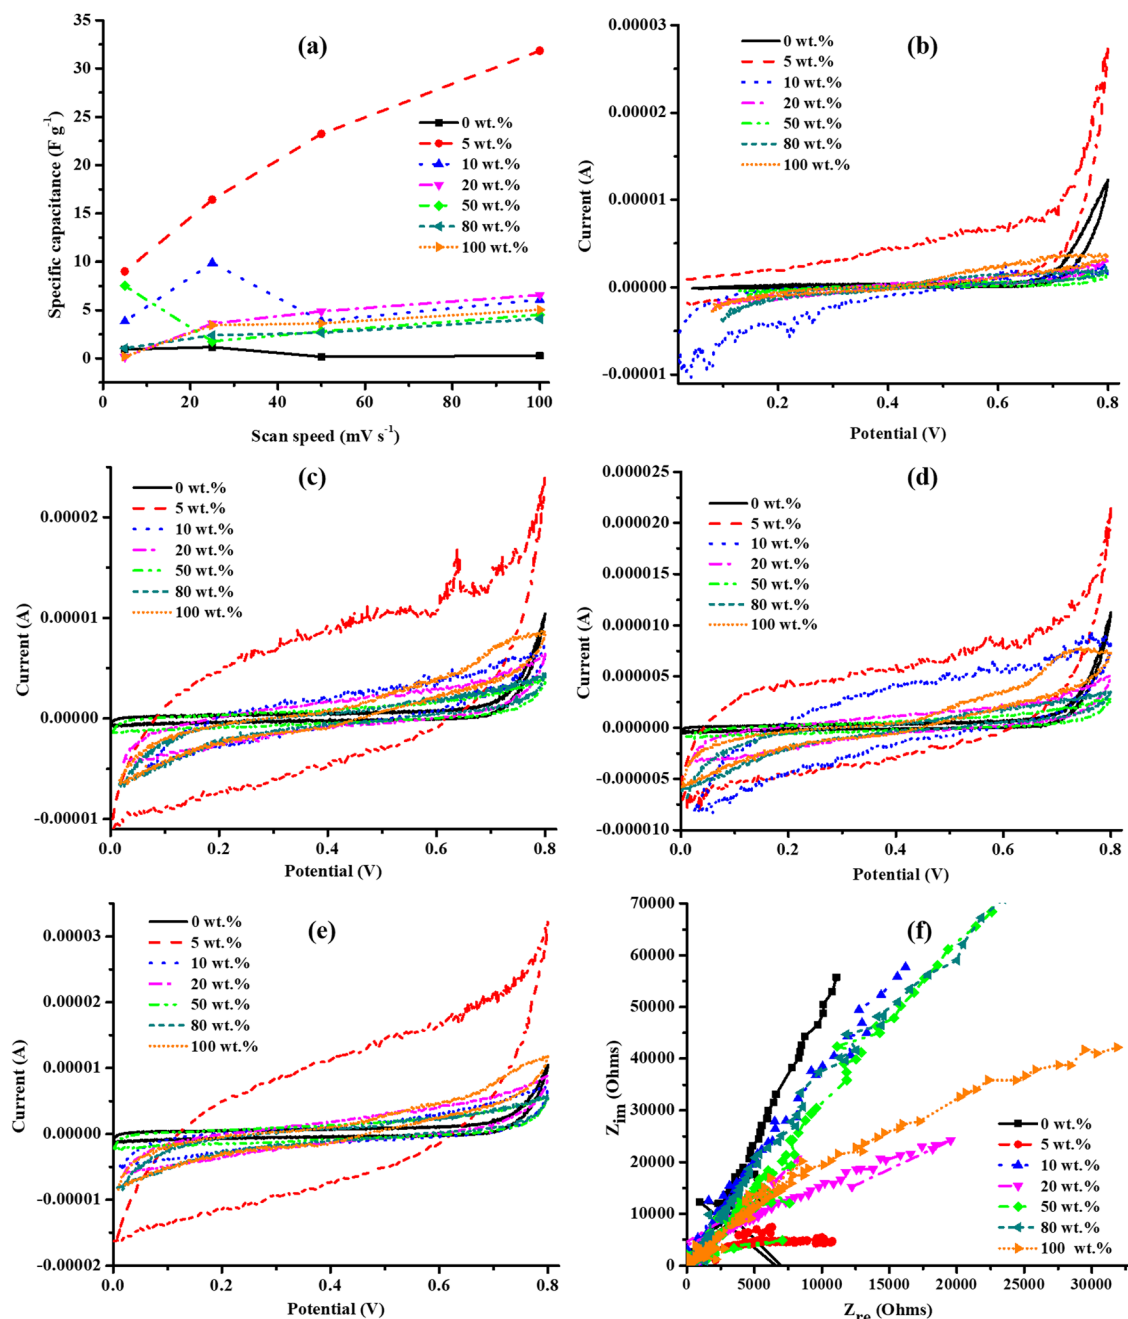 (a)
35
30
25
20
15
10
5
0
Specific capacitance (F g-1)
0 wt.%
5 wt.%
10 wt.%
20 wt.%
50 wt.%
80 wt.%
100 wt.%
0 20 40 60 80 100
Scan speed (mV s-1)
(b)
0.00003
0.00002
0.00001
0.00000
-0.00001
Current (A)
0 wt.%
5 wt.%
10 wt.%
20 wt.%
50 wt.%
80 wt.%
100 wt.%
0.2 0.4 0.6 0.8
Potential (V)
(c)
0.00002
0.00001
0.00000
-0.00001
Current (A)
0 wt.%
5 wt.%
10 wt.%
20 wt.%
50 wt.%
80 wt.%
100 wt.%
0.0 0.2 0.4 0.6 0.8
Potential (V)
(d)
0.000025
0.000020
0.000015
0.000010
0.000005
0.000000
-0.000005
-0.000010
Current (A)
0 wt.%
5 wt.%
10 wt.%
20 wt.%
50 wt.%
80 wt.%
100 wt.%
0.0 0.2 0.4 0.6 0.8
Potential (V)
(e)
0.00003
0.00002
0.00001
0.00000
-0.00001
-0.00002
Current (A)
0 wt.%
5 wt.%
10 wt.%
20 wt.%
50 wt.%
80 wt.%
100 wt.%
0.0 0.2 0.4 0.6 0.8
Potential (V)
(f)
70000
60000
50000
40000
30000
20000
10000
0
Zim (Ohms)
0 wt.%
5 wt.%
10 wt.%
20 wt.%
50 wt.%
80 wt.%
100 wt.%
0 5000 10000 15000 20000 25000 30000
Zre (Ohms)